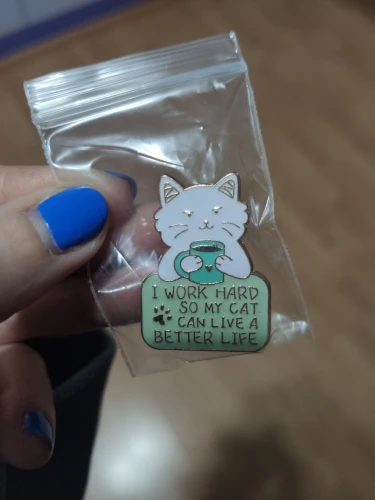 I WORK HARD
SO MY CAT
CAN LIVE A
BETTER LIFE